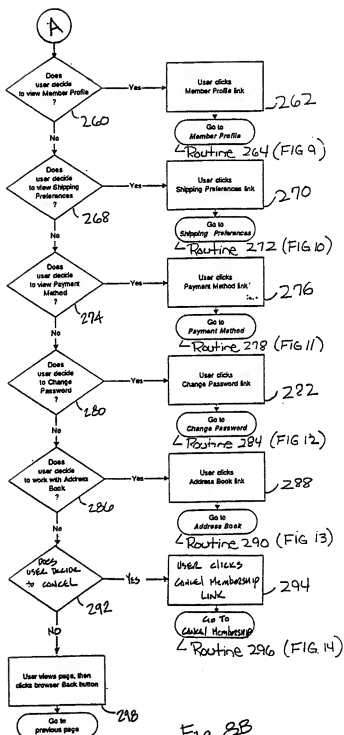 A
Does
user decide
to view Member Profile
?
Yes
User clicks
Member Profile link
260
262
No
Go to
Member Profile
Routine 264 (FIG 9)
Does
user decide
to view Shipping
Preferences
?
Yes
User clicks
Shipping Preferences link
268
270
No
Go to
Shipping Preferences
Routine 272 (FIG 10)
Does
user decide
to view Payment
Method
?
Yes
User clicks
Payment Method link
274
276
No
Go to
Payment Method
Routine 278 (FIG 11)
Does
user decide
to Change
Password
?
Yes
User clicks
Change Password link
280
282
No
Go to
Change Password
Routine 284 (FIG 12)
Does
user decide
to work with Address
Book
?
Yes
User clicks
Address Book link
286
288
No
Go to
Address Book
Routine 290 (FIG 13)
DOES
USER DECIDE
to CANCEL
YES
USER CLICKS
CANCEL MEMBERSHIP
LINK
292
294
NO
GO TO
CANCEL MEMBERSHIP
Routine 296 (FIG. 14)
User views page, then
clicks browser Back button
298
Go to
previous page
FIG 8B